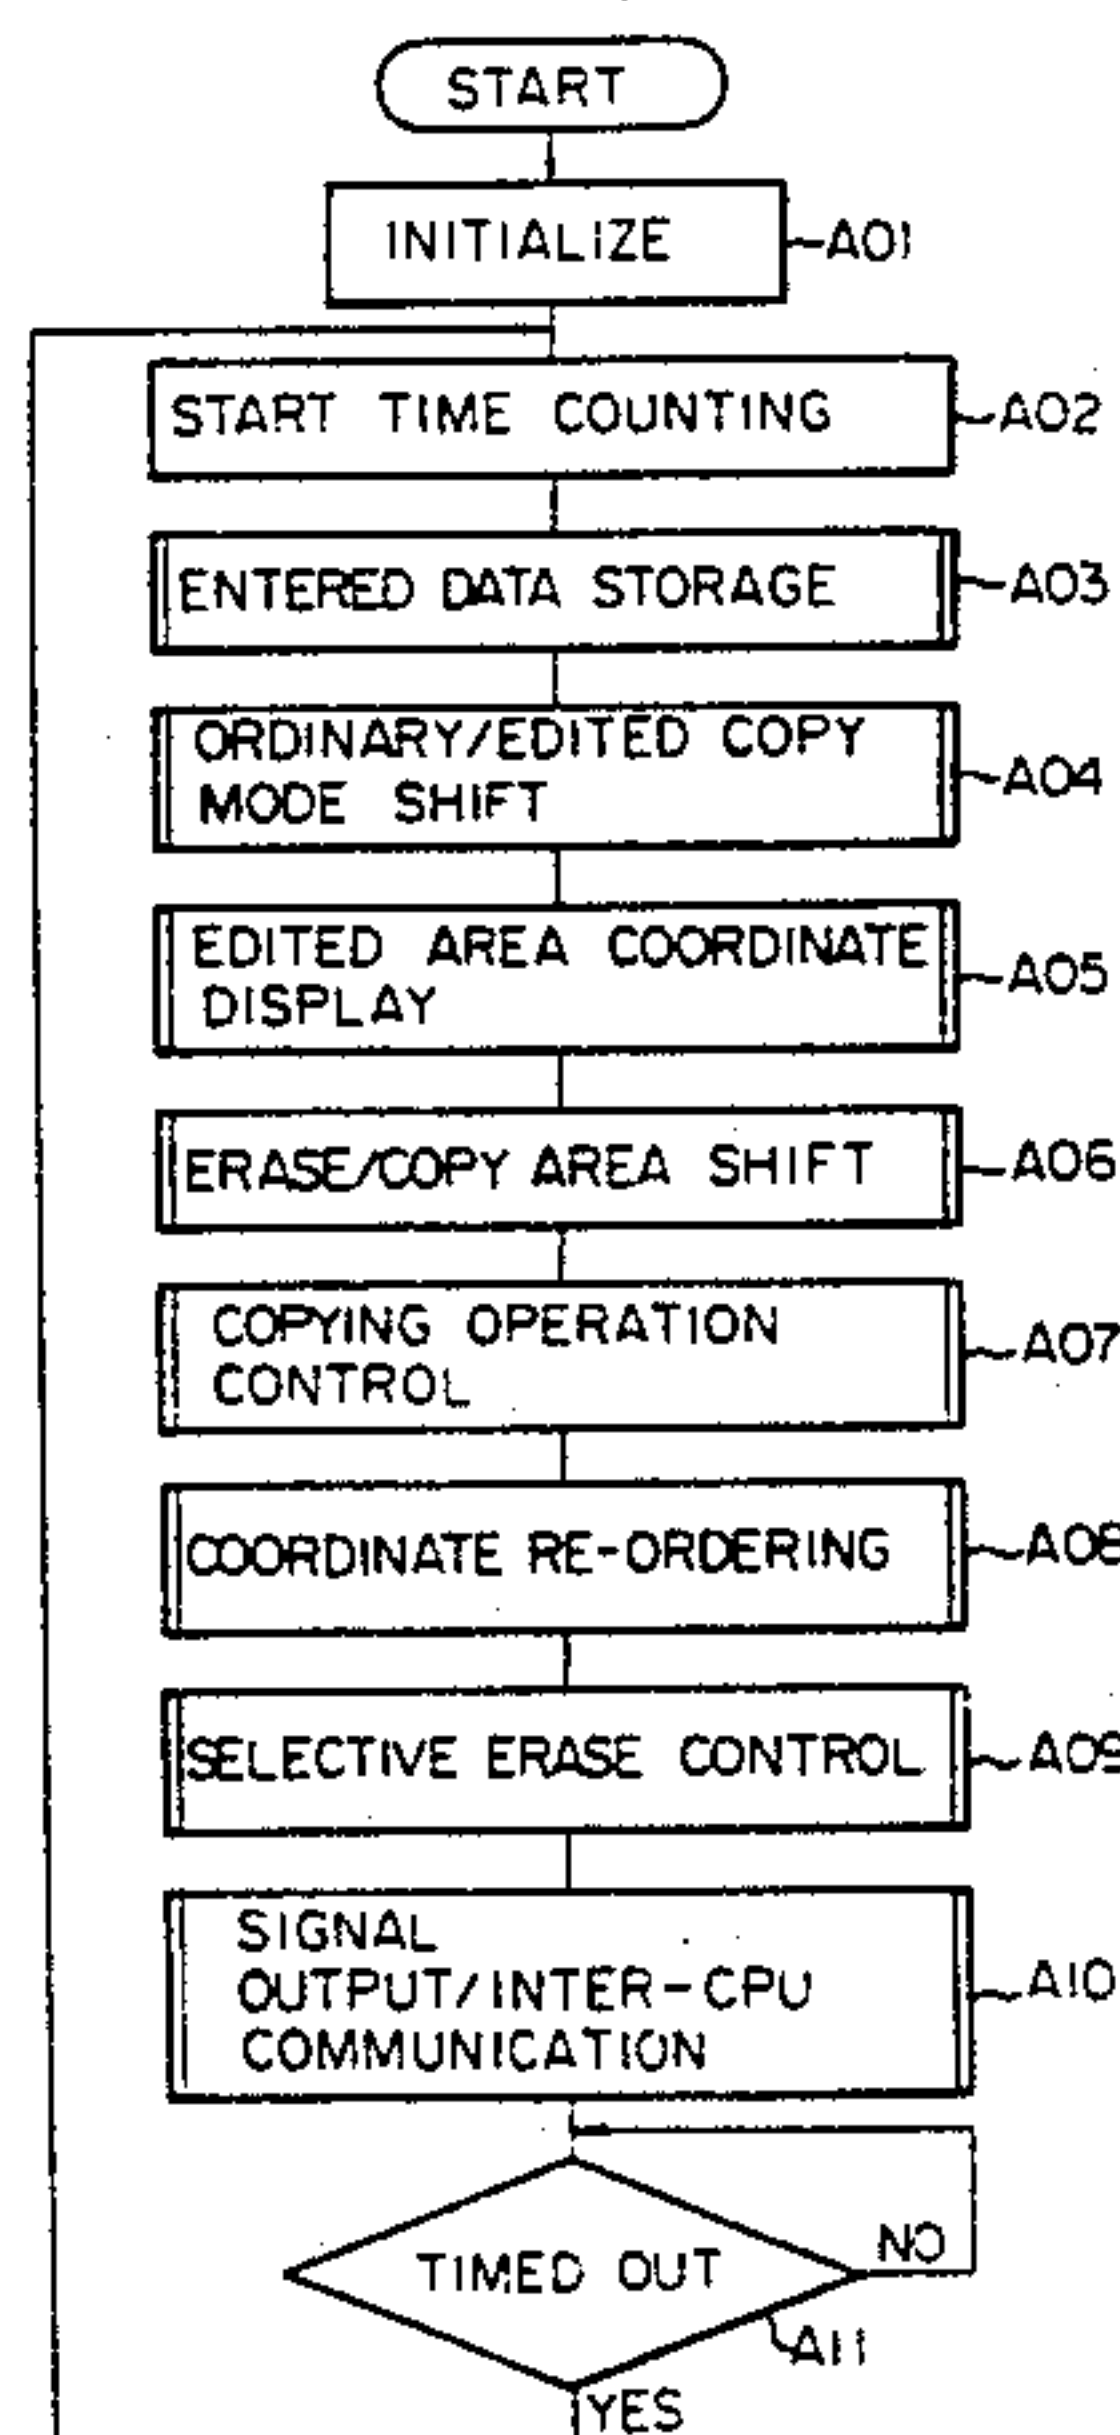 START
INITIALIZE
A01
START TIME COUNTING
A02
ENTERED DATA STORAGE
A03
ORDINARY/EDITED COPY
MODE SHIFT
A04
EDITED AREA COORDINATE
DISPLAY
A05
ERASE/COPY AREA SHIFT
A06
COPYING OPERATION
CONTROL
A07
COORDINATE RE-ORDERING
A08
SELECTIVE ERASE CONTROL
A09
SIGNAL
OUTPUT/INTER-CPU
COMMUNICATION
A10
TIMED OUT
NO
A11
YES